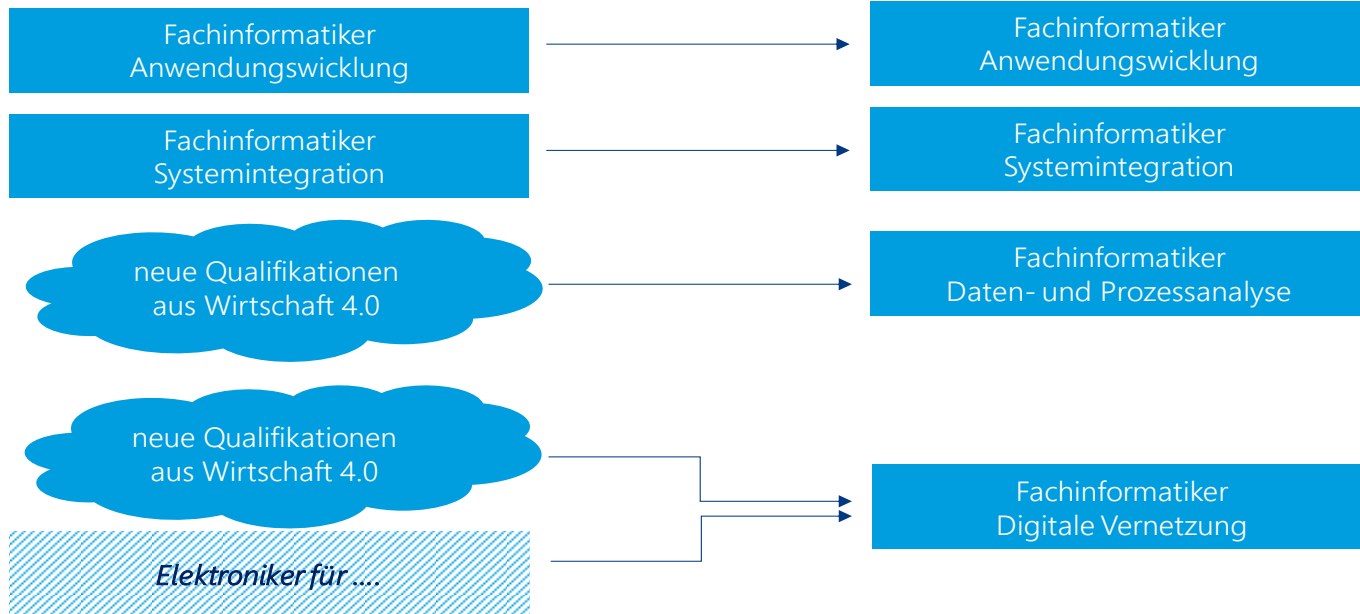 Fachinformatiker
Anwendungswicklung
Fachinformatiker
Anwendungswicklung
Fachinformatiker
Systemintegration
Fachinformatiker
Systemintegration
neue Qualifikationen
aus Wirtschaft 4.0
Fachinformatiker
Daten- und Prozessanalyse
neue Qualifikationen
aus Wirtschaft 4.0
Fachinformatiker
Digitale Vernetzung
Elektroniker für ....